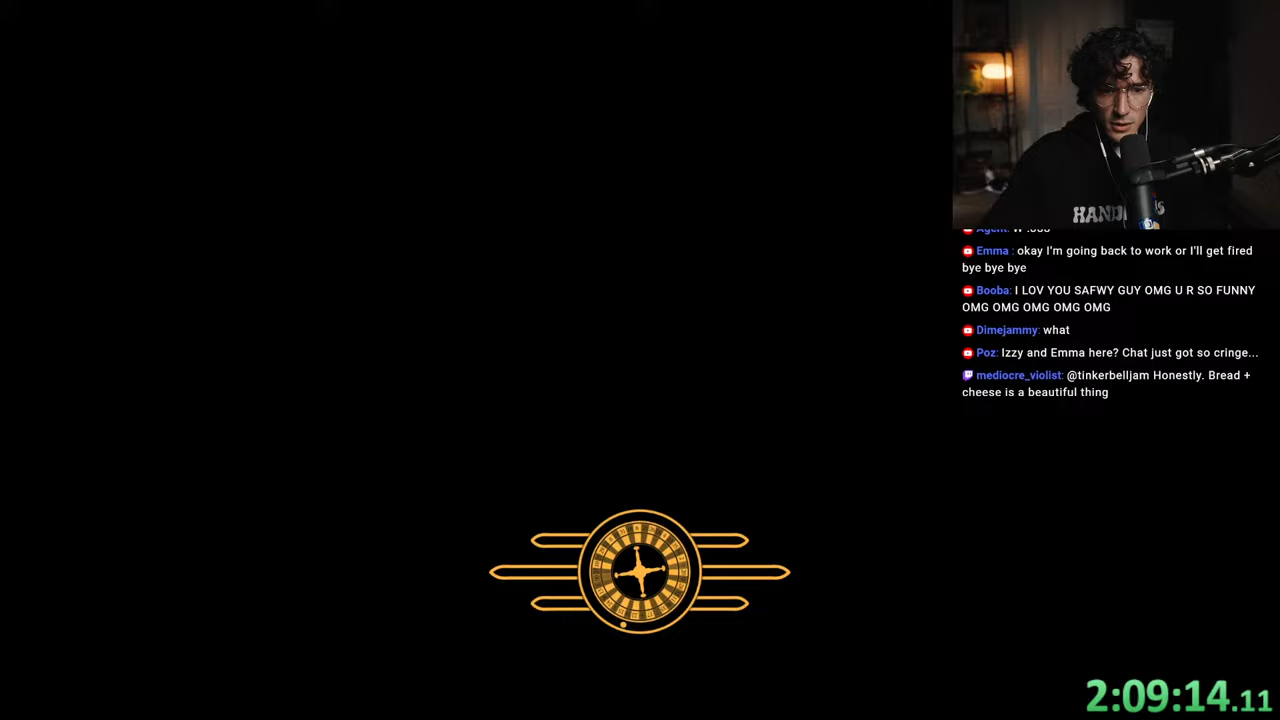 HAND
Emma : okay I'm going back to work or I'll get fired
bye bye bye
Booba: I LOV YOU SAFWY GUY OMG U R SO FUNNY
OMG OMG OMG OMG OMG
Dimejammy: what
Poz: Izzy and Emma here? Chat just got so cringe...
mediocre_violist: @tinkerbelljam Honestly. Bread +
cheese is a beautiful thing
2:09:14.11